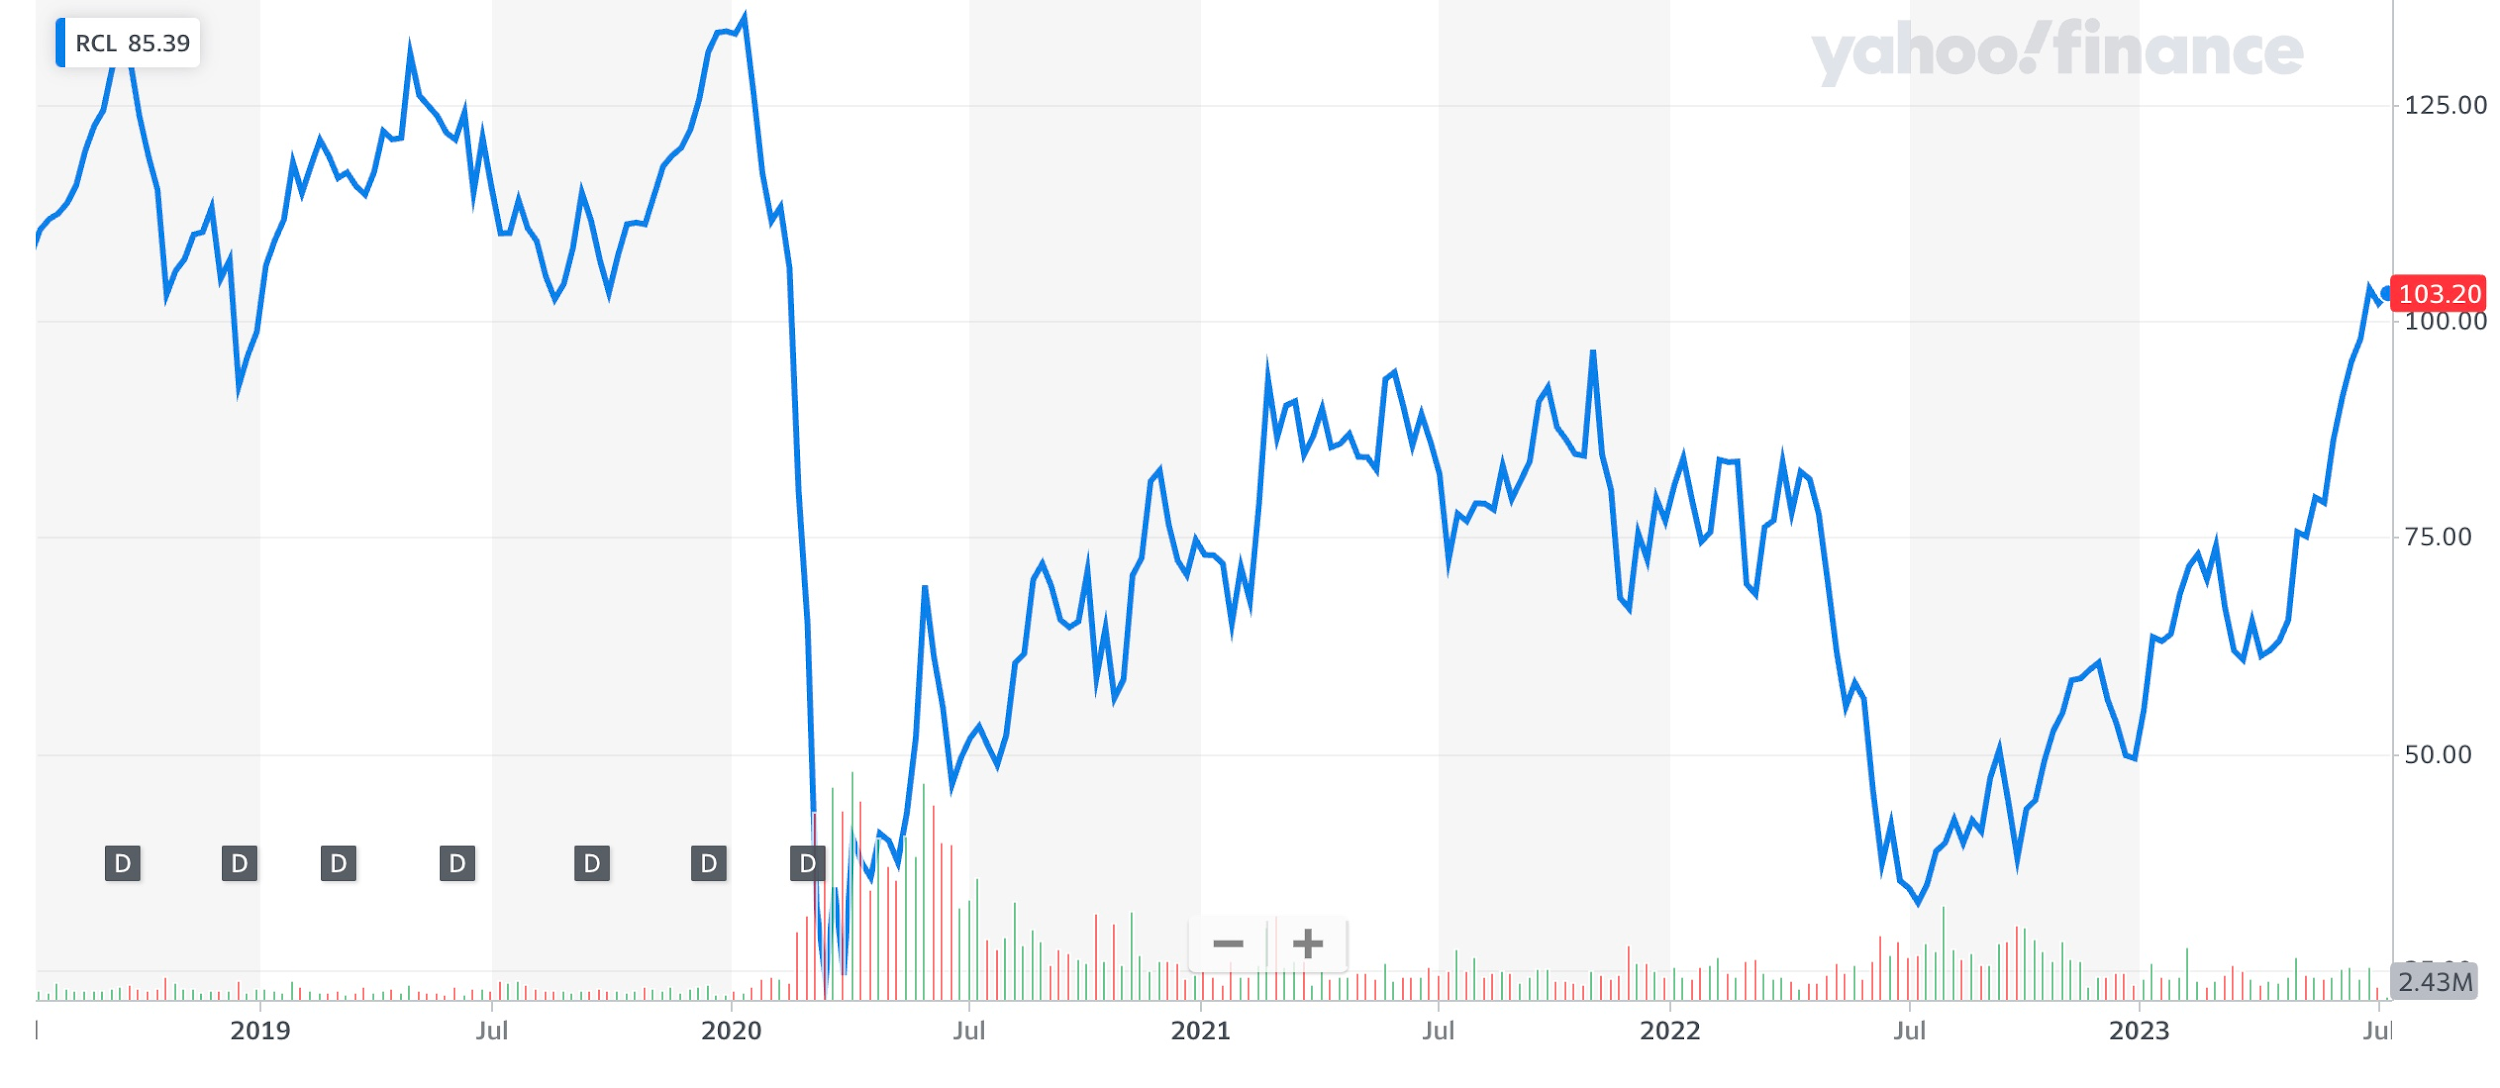 RCL 85.39
yahoo!finance
125.00
103.20
100.00
75.00
50.00
D D D D D D D
− +
2.43M
2019 Jul 2020 Jul 2021 Jul 2022 Jul 2023